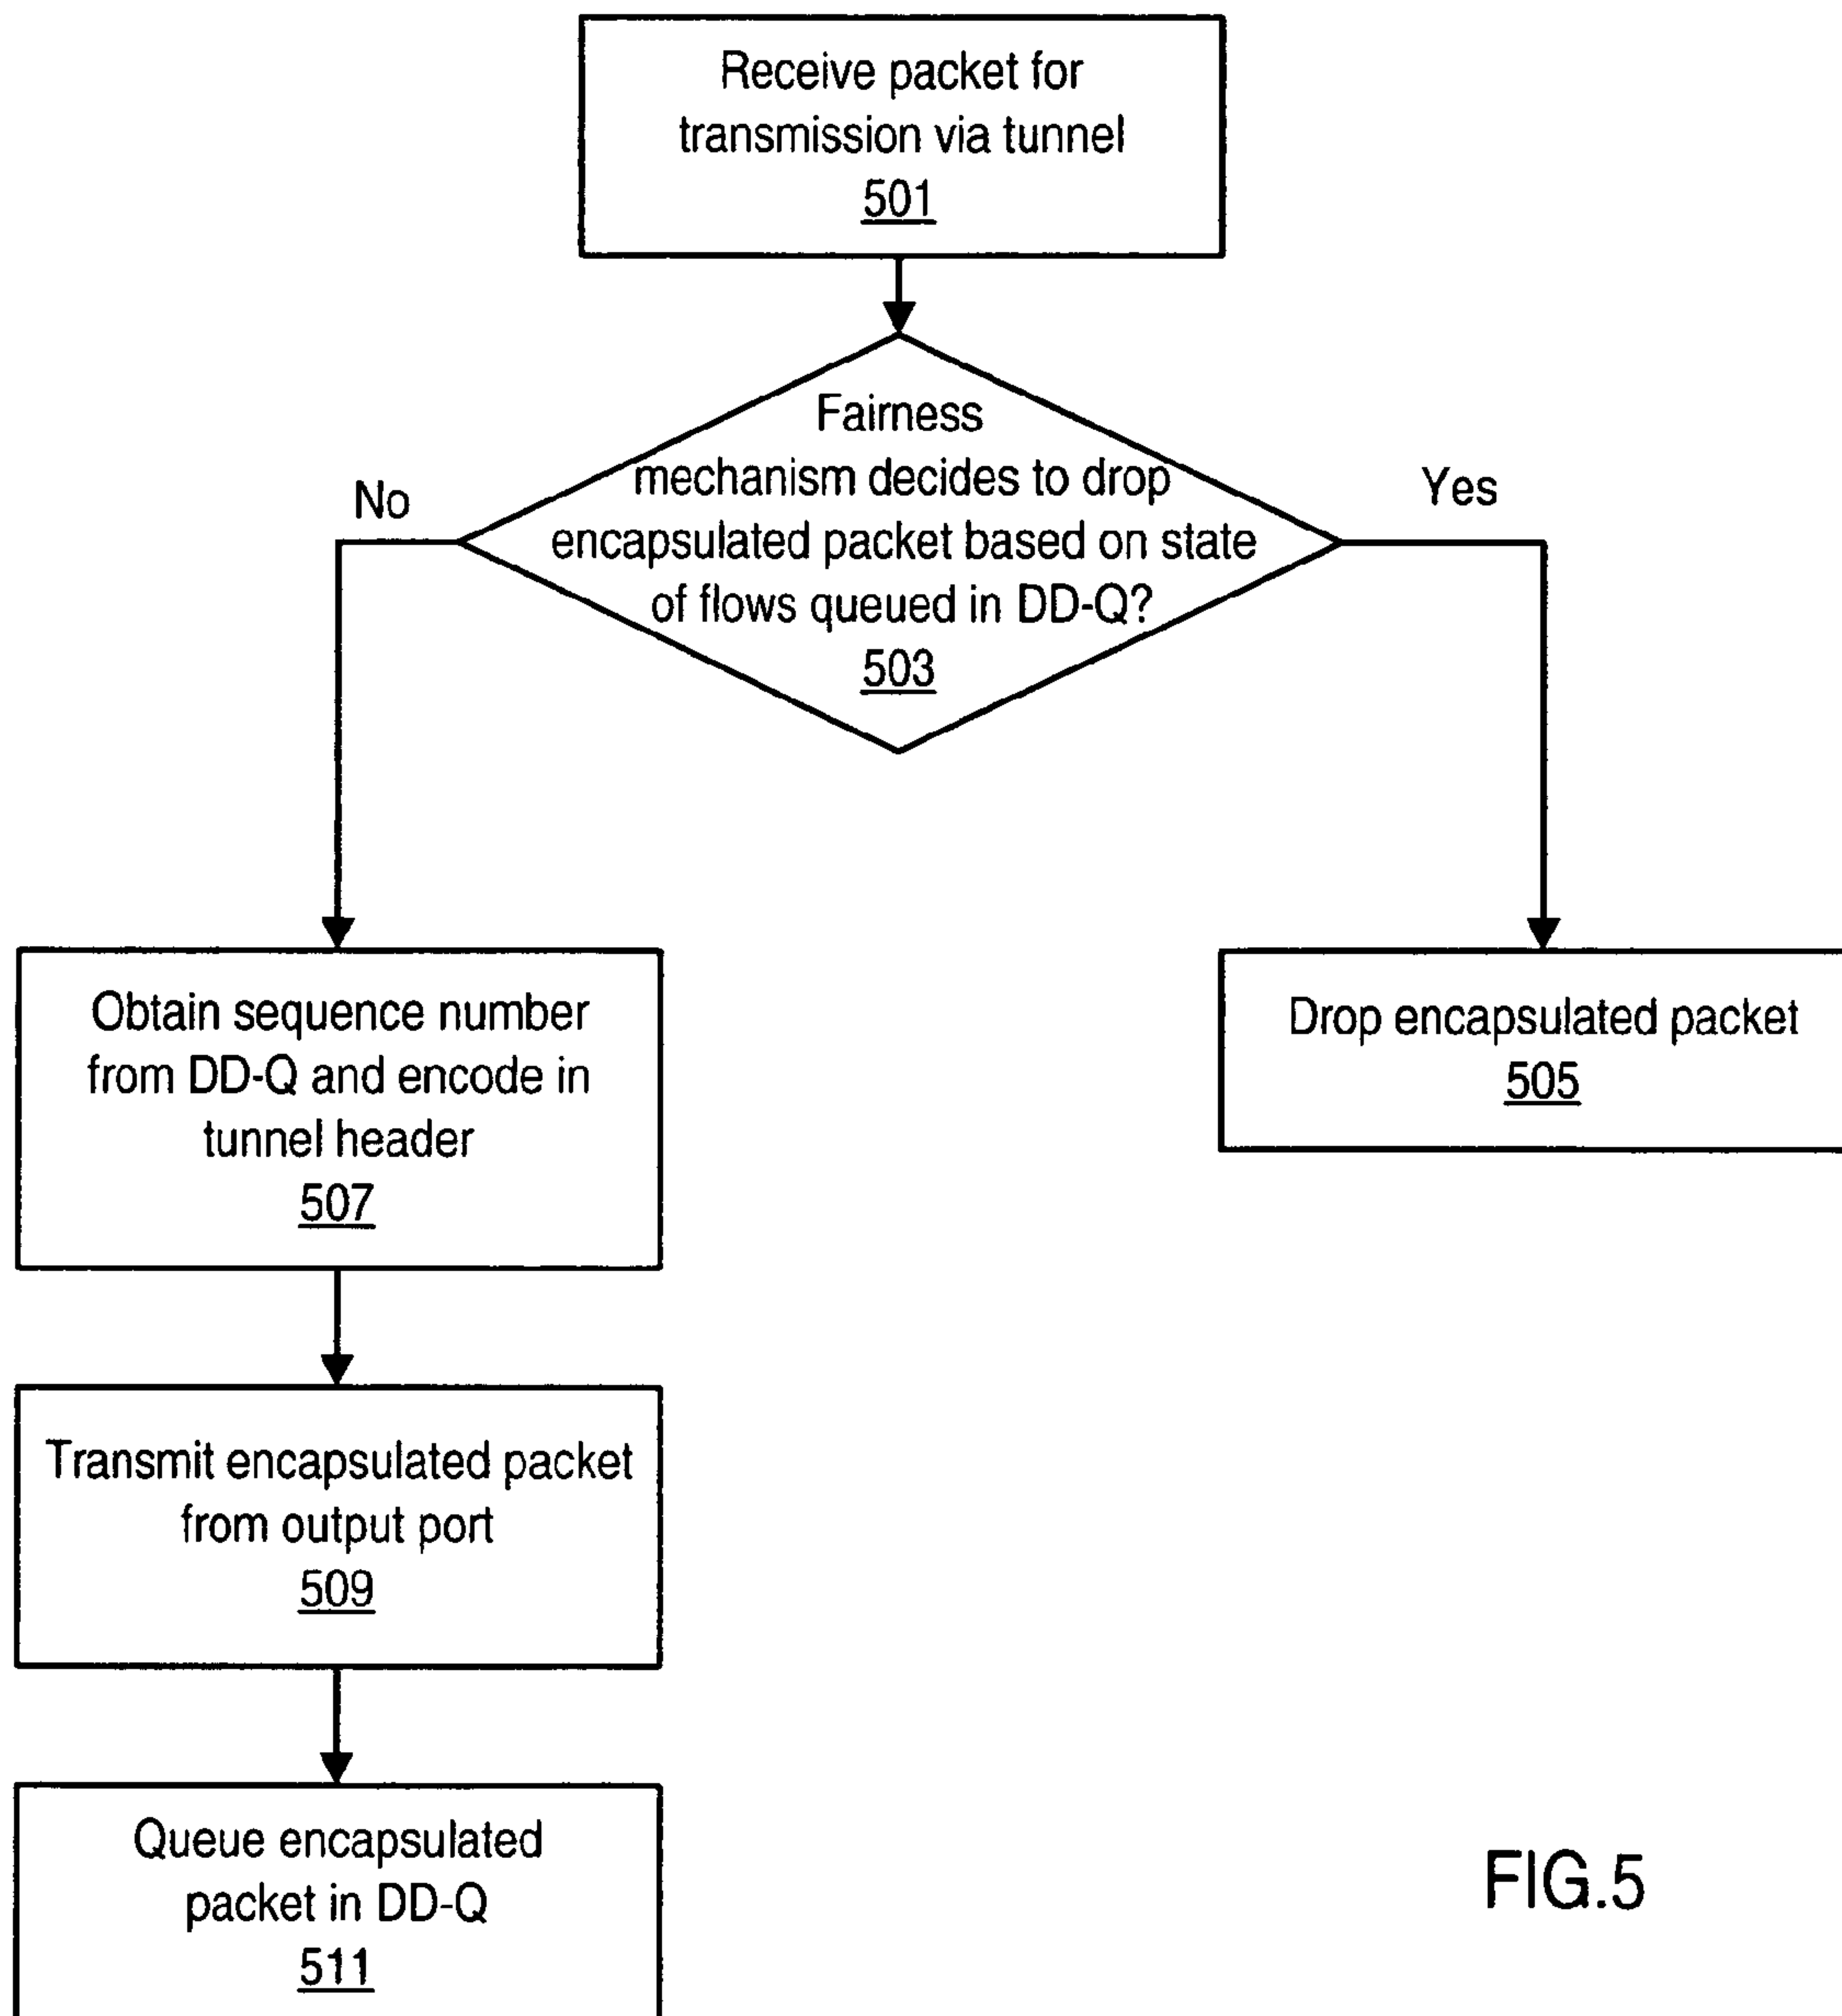 Receive packet for
transmission via tunnel
501
Fairness
mechanism decides to drop
encapsulated packet based on state
of flows queued in DD-Q?
503
No
Yes
Obtain sequence number
from DD-Q and encode in
tunnel header
507
Drop encapsulated packet
505
Transmit encapsulated packet
from output port
509
Queue encapsulated
packet in DD-Q
511
FIG.5